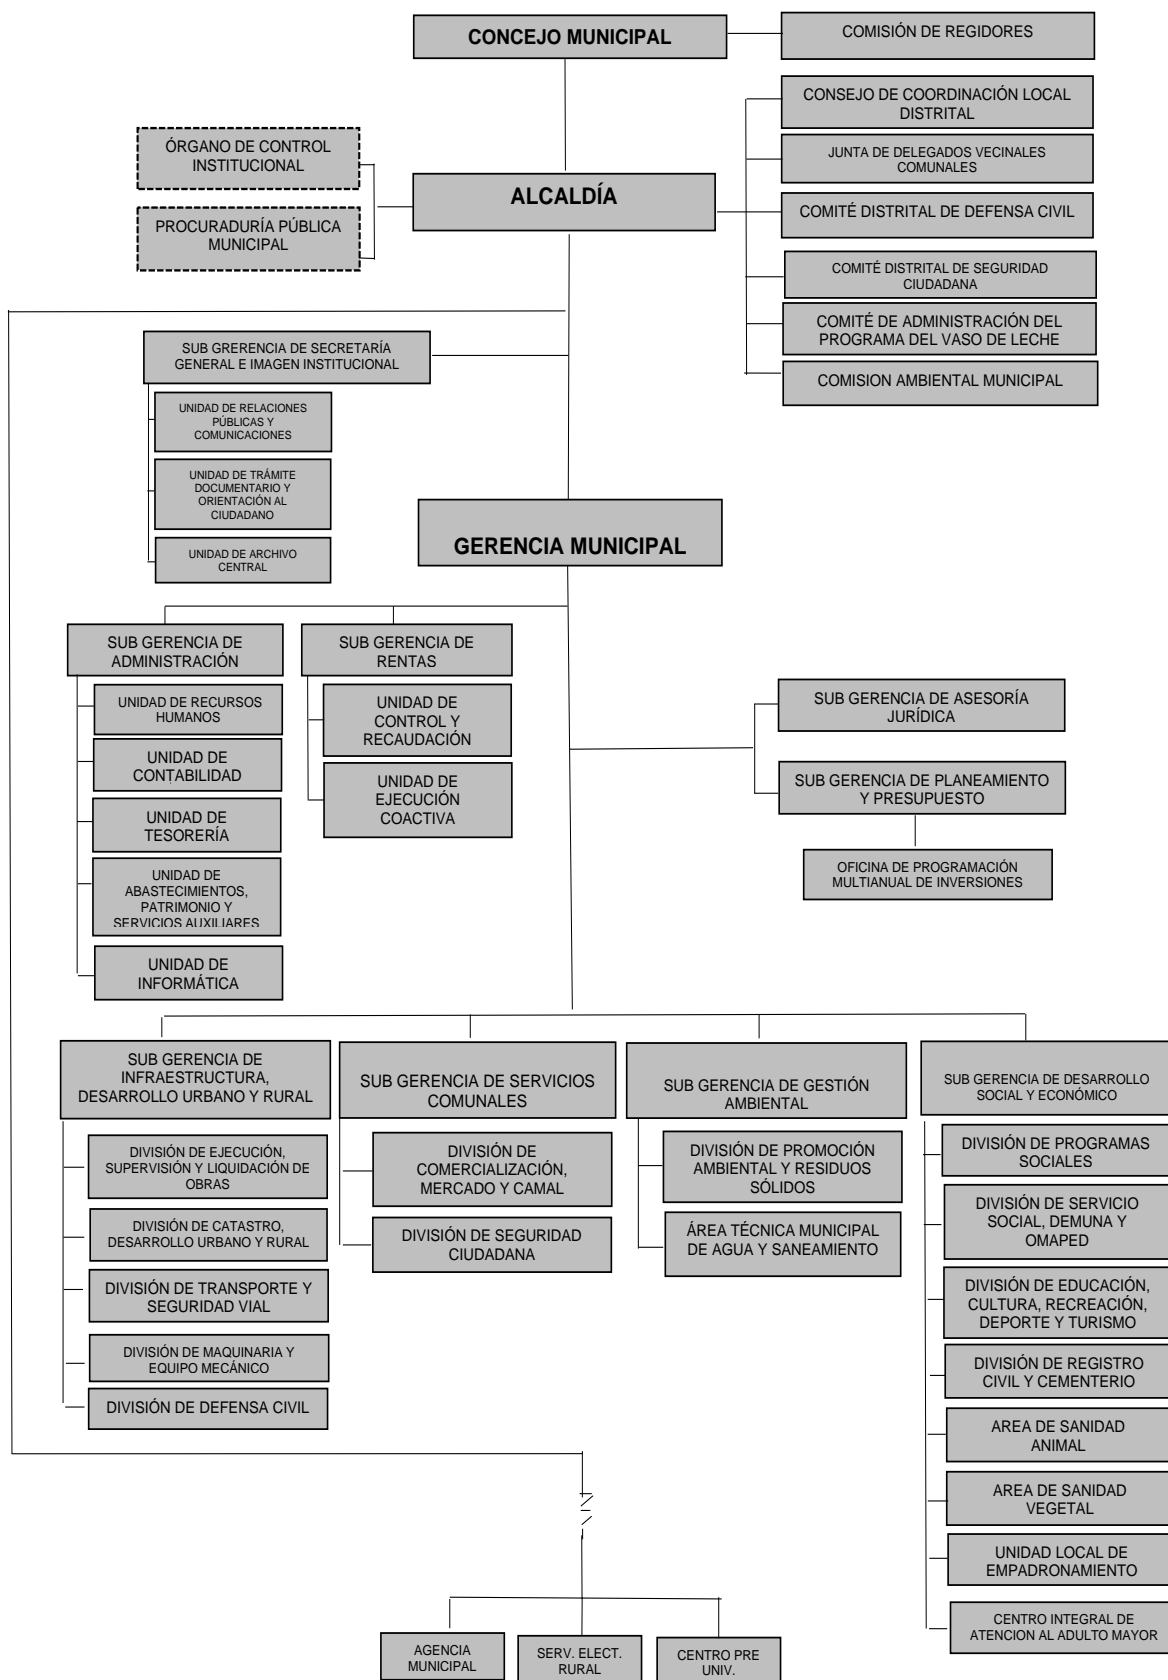 CONCEJO MUNICIPAL
COMISIÓN DE REGIDORES
CONSEJO DE COORDINACIÓN LOCAL
DISTRITAL
JUNTA DE DELEGADOS VECINALES
COMUNALES
COMITÉ DISTRITAL DE DEFENSA CIVIL
COMITÉ DISTRITAL DE SEGURIDAD
CIUDADANA
COMITÉ DE ADMINISTRACIÓN DEL
PROGRAMA DEL VASO DE LECHE
COMISION AMBIENTAL MUNICIPAL
ÓRGANO DE CONTROL
INSTITUCIONAL
PROCURADURÍA PÚBLICA
MUNICIPAL
ALCALDÍA
SUB GRERENCIA DE SECRETARÍA
GENERAL E IMAGEN INSTITUCIONAL
UNIDAD DE RELACIONES
PÚBLICAS Y
COMUNICACIONES
UNIDAD DE TRÁMITE
DOCUMENTARIO Y
ORIENTACIÓN AL
CIUDADANO
UNIDAD DE ARCHIVO
CENTRAL
GERENCIA MUNICIPAL
SUB GERENCIA DE
ADMINISTRACIÓN
UNIDAD DE RECURSOS
HUMANOS
UNIDAD DE
CONTABILIDAD
UNIDAD DE
TESORERÍA
UNIDAD DE
ABASTECIMIENTOS,
PATRIMONIO Y
SERVICIOS AUXILIARES
UNIDAD DE
INFORMÁTICA
SUB GERENCIA DE
RENTAS
UNIDAD DE
CONTROL Y
RECAUDACIÓN
UNIDAD DE
EJECUCIÓN
COACTIVA
SUB GERENCIA DE ASESORÍA
JURÍDICA
SUB GERENCIA DE PLANEAMIENTO
Y PRESUPUESTO
OFICINA DE PROGRAMACIÓN
MULTIANUAL DE INVERSIONES
SUB GERENCIA DE
INFRAESTRUCTURA,
DESARROLLO URBANO Y RURAL
DIVISIÓN DE EJECUCIÓN,
SUPERVISIÓN Y LIQUIDACIÓN DE
OBRAS
DIVISIÓN DE CATASTRO,
DESARROLLO URBANO Y RURAL
DIVISIÓN DE TRANSPORTE Y
SEGURIDAD VIAL
DIVISIÓN DE MAQUINARIA Y
EQUIPO MECÁNICO
DIVISIÓN DE DEFENSA CIVIL
SUB GERENCIA DE SERVICIOS
COMUNALES
DIVISIÓN DE
COMERCIALIZACIÓN,
MERCADO Y CAMAL
DIVISIÓN DE SEGURIDAD
CIUDADANA
SUB GERENCIA DE GESTIÓN
AMBIENTAL
DIVISIÓN DE PROMOCIÓN
AMBIENTAL Y RESIDUOS
SÓLIDOS
ÁREA TÉCNICA MUNICIPAL
DE AGUA Y SANEAMIENTO
SUB GERENCIA DE DESARROLLO
SOCIAL Y ECONÓMICO
DIVISIÓN DE PROGRAMAS
SOCIALES
DIVISIÓN DE SERVICIO
SOCIAL, DEMUNA Y
OMAPED
DIVISIÓN DE EDUCACIÓN,
CULTURA, RECREACIÓN,
DEPORTE Y TURISMO
DIVISIÓN DE REGISTRO
CIVIL Y CEMENTERIO
AREA DE SANIDAD
ANIMAL
AREA DE SANIDAD
VEGETAL
UNIDAD LOCAL DE
EMPADRONAMIENTO
CENTRO INTEGRAL DE
ATENCION AL ADULTO MAYOR
AGENCIA
MUNICIPAL
SERV. ELECT.
RURAL
CENTRO PRE
UNIV.